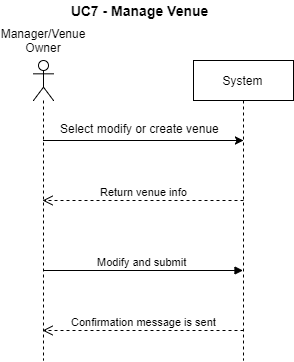 UC7 - Manage Venue
Manager/Venue
Owner
System
Select modify or create venue
Return venue info
Modify and submit
Confirmation message is sent